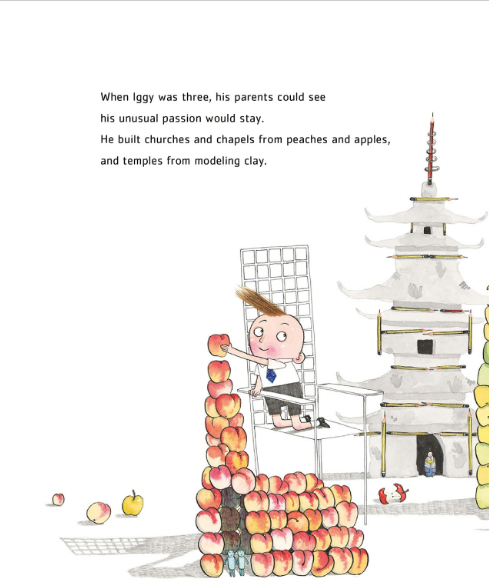 When Iggy was three, his parents could see
his unusual passion would stay.
He built churches and chapels from peaches and apples,
and temples from modeling clay.